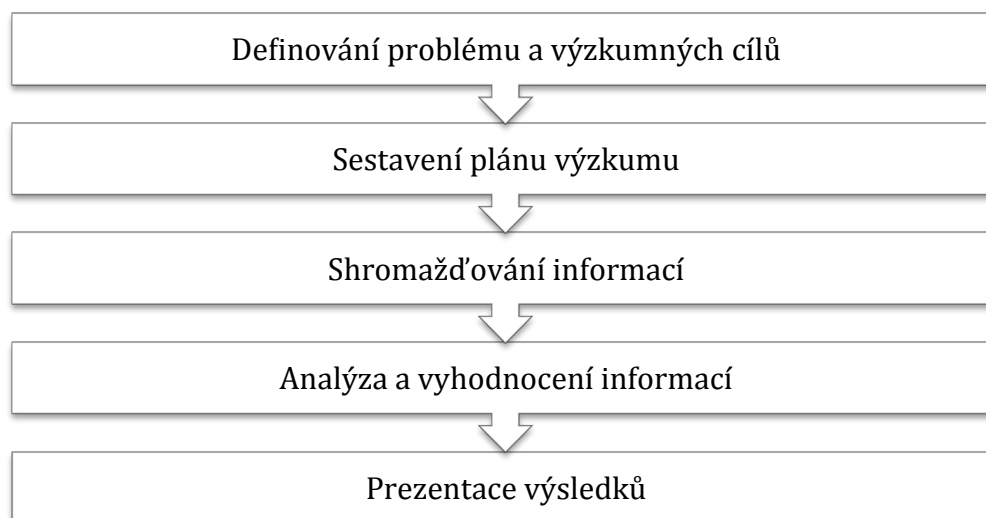 Definování problému a výzkumných cílů
Sestavení plánu výzkumu
Shromažďování informací
Analýza a vyhodnocení informací
Prezentace výsledků